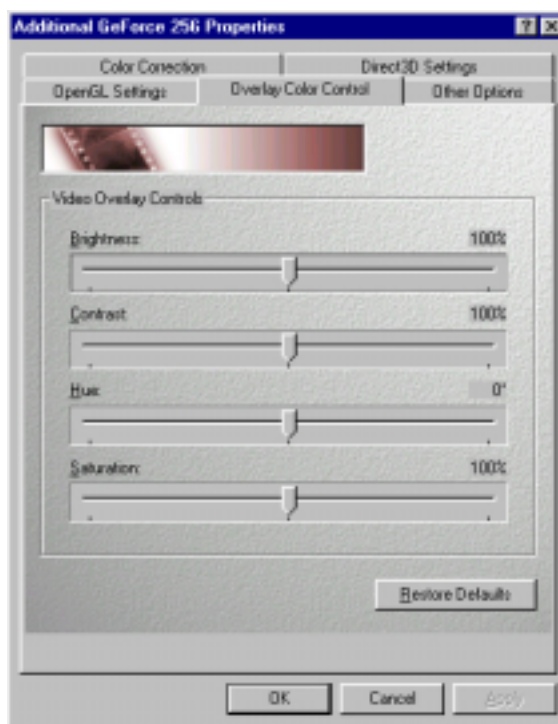 Additional GeForce 256 Properties
Color Correction
Direct3D Settings
OpenGL Settings
Overlay Color Control
Other Options
Video Overlay Controls
Brightness: 100%
Contrast: 100%
Hue: 0°
Saturation: 100%
Restore Defaults
OK
Cancel
Apply